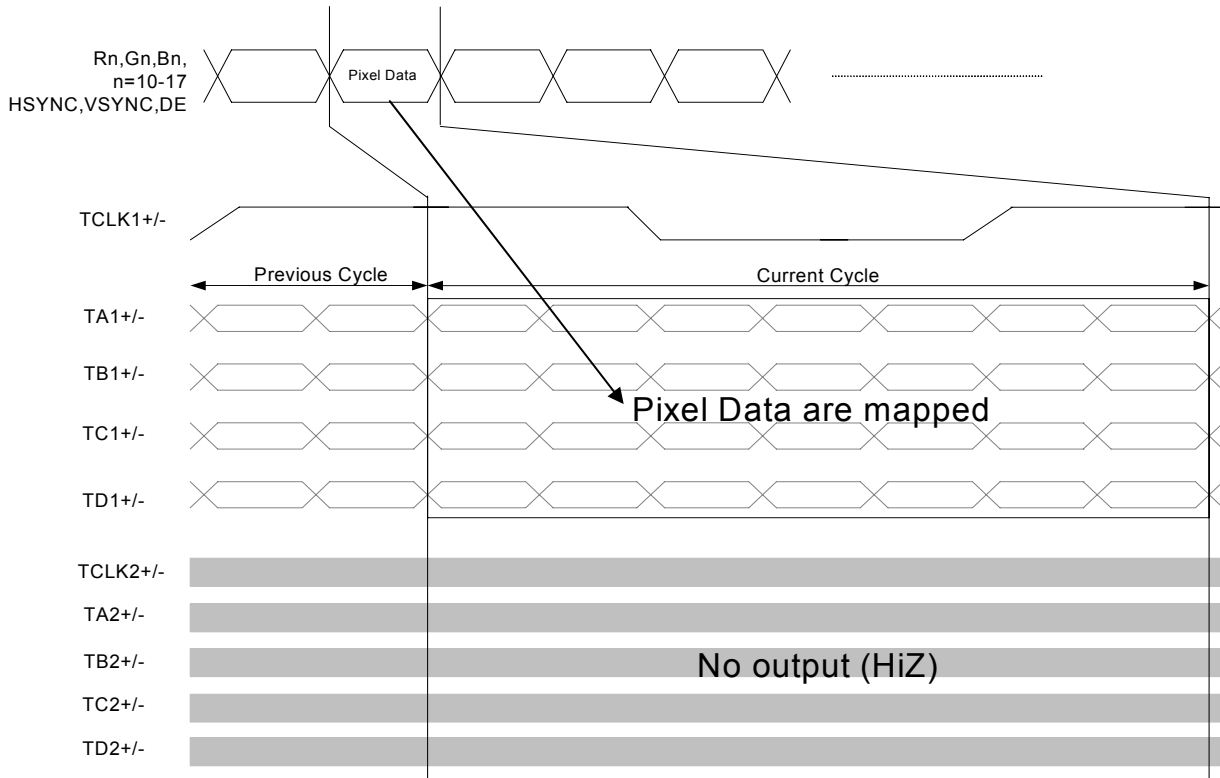 Rn,Gn,Bn,
n=10-17
HSYNC,VSYNC,DE
Pixel Data
TCLK1+/-
Previous Cycle
Current Cycle
TA1+/-
TB1+/-
Pixel Data are mapped
TC1+/-
TD1+/-
TCLK2+/-
TA2+/-
TB2+/-
No output (HiZ)
TC2+/-
TD2+/-